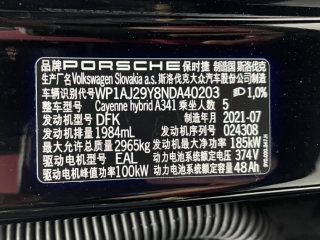 品牌 PORSCHE 保时捷 制造国 斯洛伐克
生产厂名 Volkswagen Slovakia a.s. 斯洛伐克大众汽车股份公司制造
车辆识别代号 WP1AJ29Y8NDA40203 1,0%
整车型号 Cayenne hybrid A341 乘坐人数 5
发动机型号 DFK 制造年月 2021-07
发动机排量 1984mL 发动机序号 024308
最大允许总质量 2965kg 发动机最大净功率 185kW
驱动电机型号 EAL 动力电池系统额定电压 374V
驱动电机峰值功率 100kW 动力电池系统额定容量 48Ah